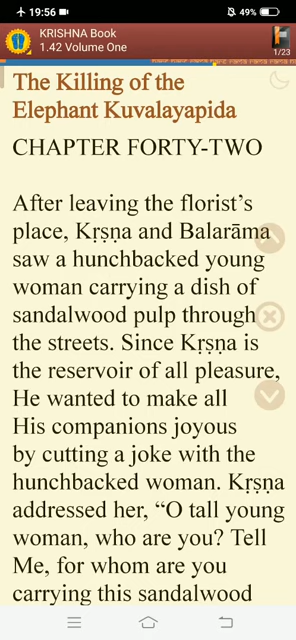 19:56
49%
KRISHNA Book
1.42 Volume One
1/23
The Killing of the
Elephant Kuvalayapida
CHAPTER FORTY-TWO
After leaving the florist's
place, Kṛṣṇa and Balarāma
saw a hunchbacked young
woman carrying a dish of
sandalwood pulp through
the streets. Since Kṛṣṇa is
the reservoir of all pleasure,
He wanted to make all
His companions joyous
by cutting a joke with the
hunchbacked woman. Kṛṣṇa
addressed her, “O tall young
woman, who are you? Tell
Me, for whom are you
carrying this sandalwood